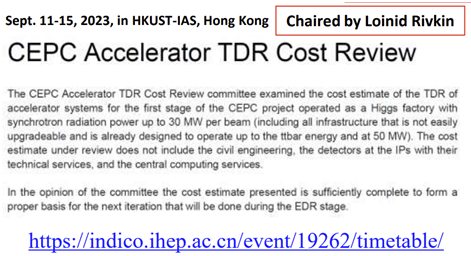 Sept. 11-15, 2023, in HKUST-IAS, Hong Kong
Chaired by Loinid Rivkin
CEPC Accelerator TDR Cost Review
The CEPC Accelerator TDR Cost Review committee examined the cost estimate of the TDR of
accelerator systems for the first stage of the CEPC project operated as a Higgs factory with
synchrotron radiation power up to 30 MW per beam (including all infrastructure that is not easily
upgradeable and is already designed to operate up to the ttbar energy and at 50 MW). The cost
estimate under review does not include the civil engineering, the detectors at the IPs with their
technical services, and the central computing services.
In the opinion of the committee the cost estimate presented is sufficiently complete to form a
proper basis for the next iteration that will be done during the EDR stage.
https://indico.ihep.ac.cn/event/19262/timetable/